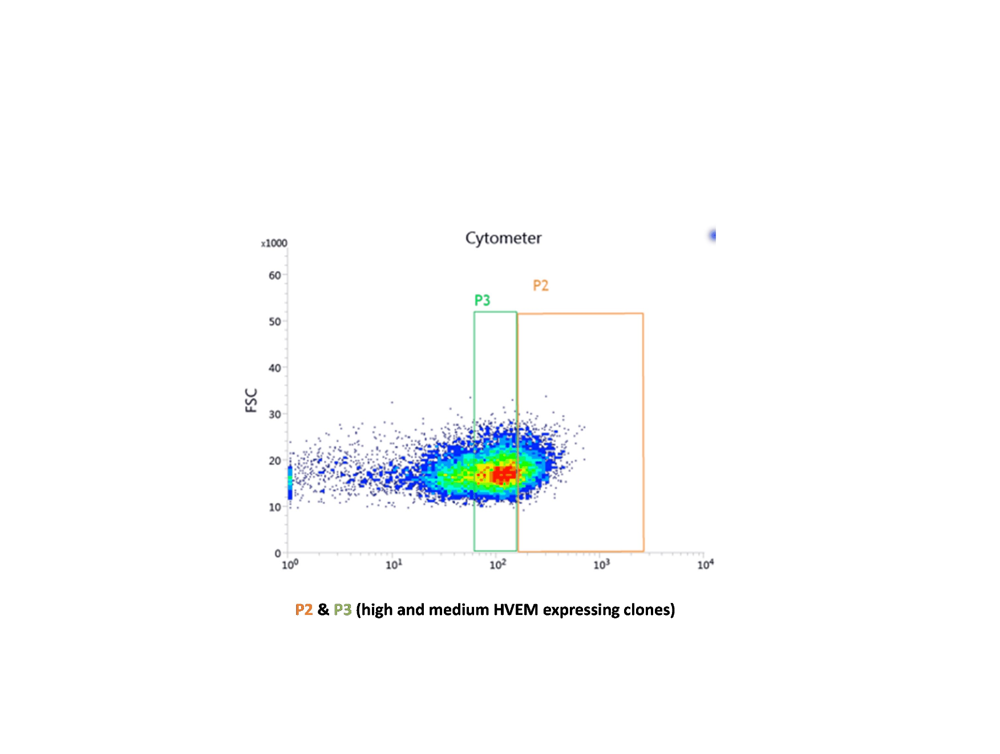 Cytometer
x1000
P2
P3
60
50
40
30
20
10
0
FSC
10⁰ 10¹ 10² 10³ 10⁴
P2 & P3 (high and medium HVEM expressing clones)